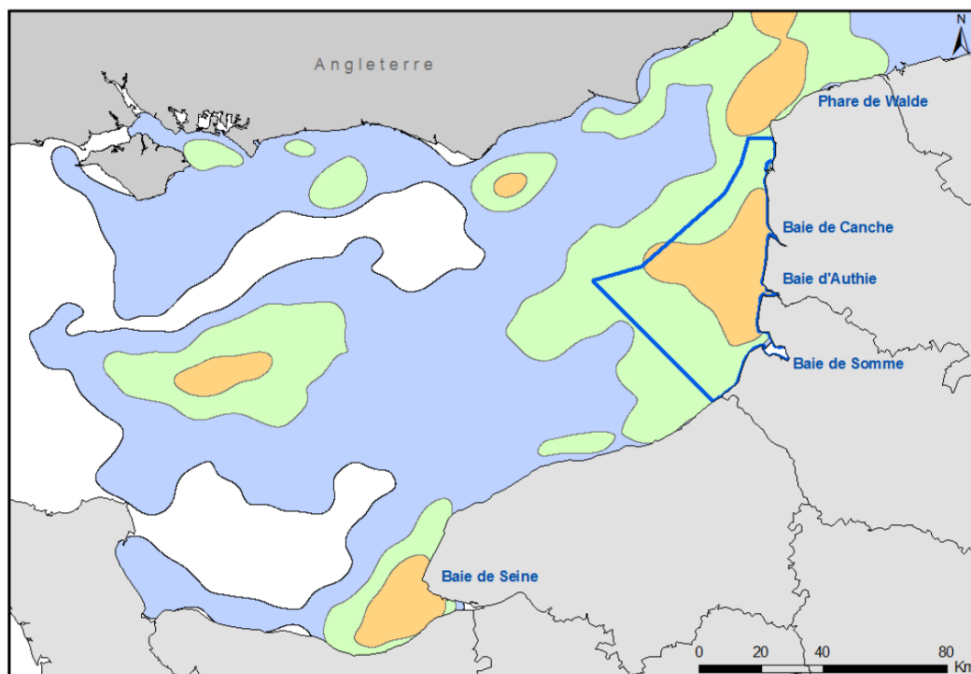 N
Angleterre
Phare de Walde
Baie de Canche
Baie d'Authie
Baie de Somme
Baie de Seine
0 20 40 80
Km